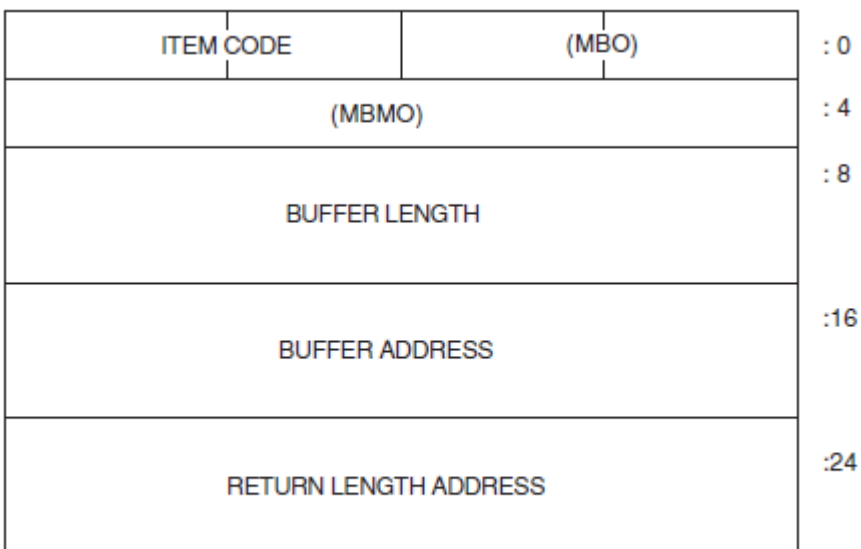 ITEM CODE (MBO) : 0
(MBMO) : 4
: 8
BUFFER LENGTH
:16
BUFFER ADDRESS
:24
RETURN LENGTH ADDRESS